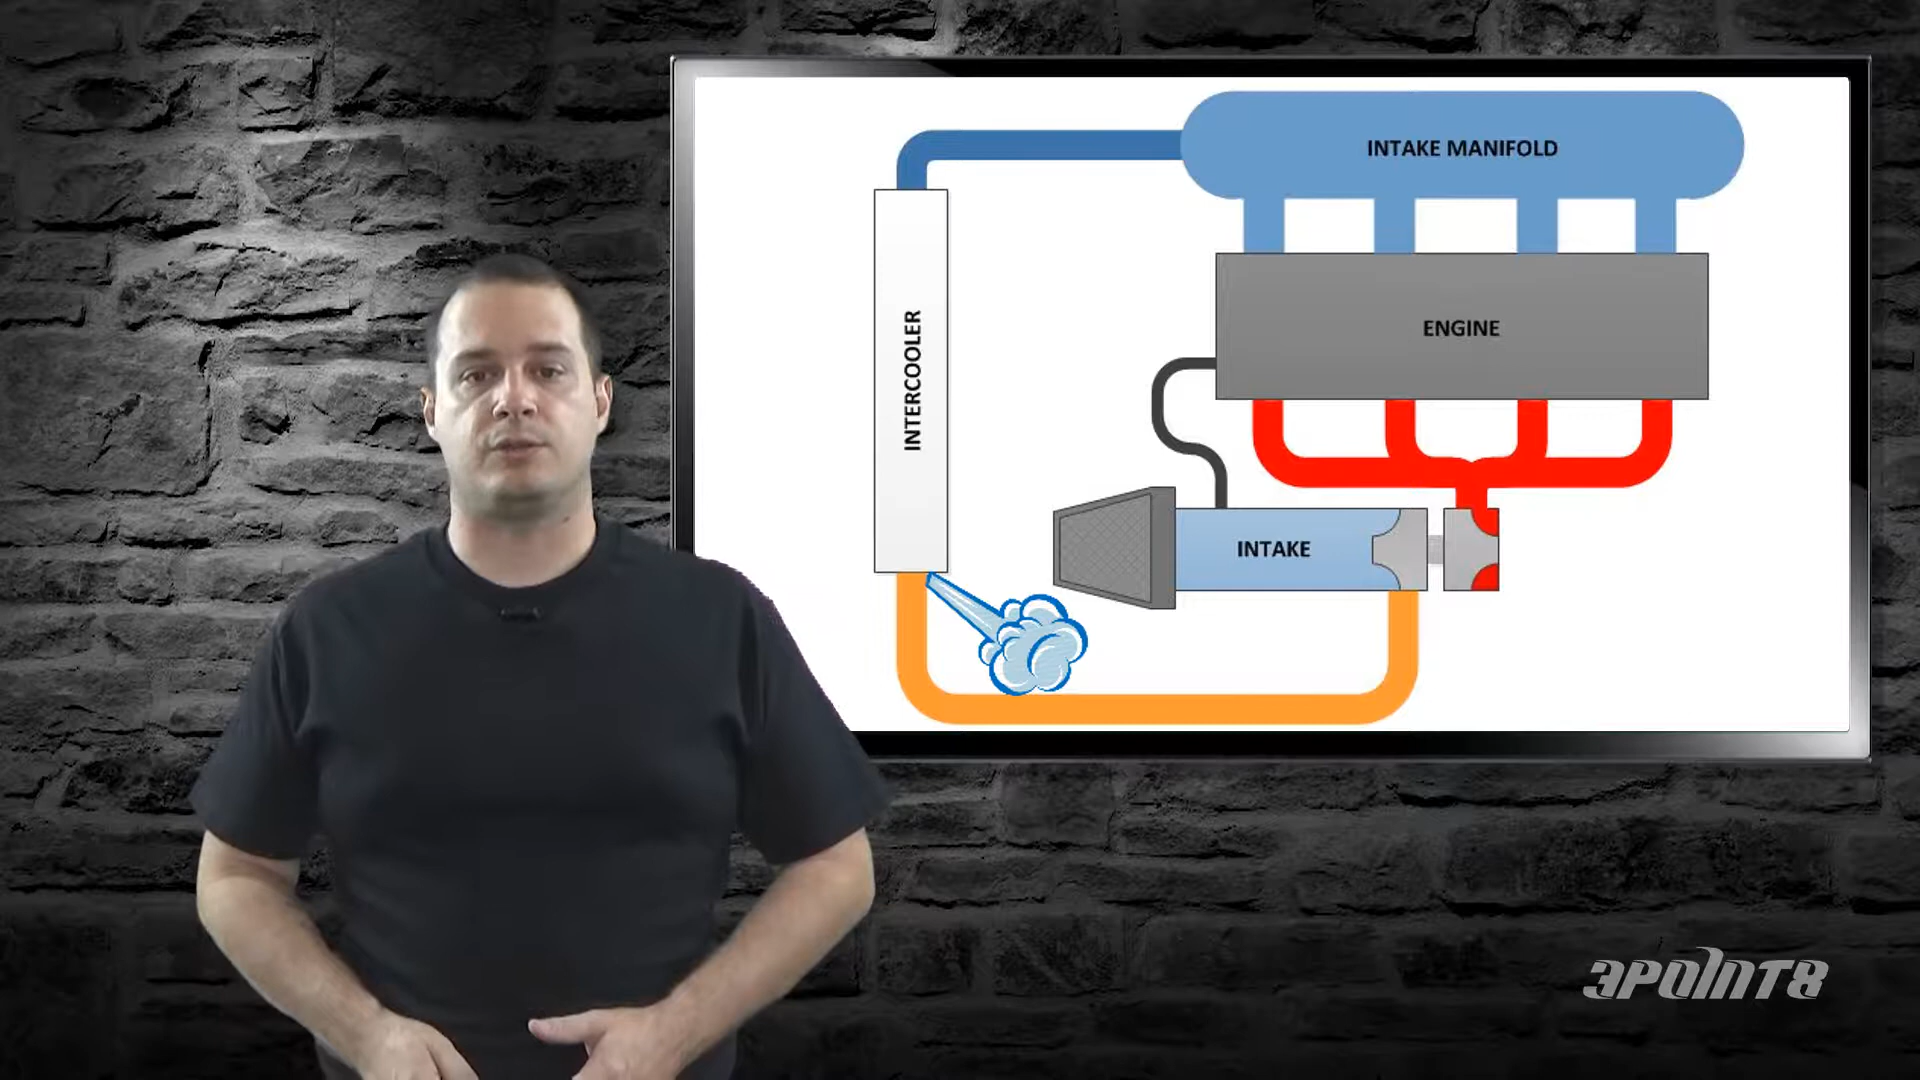 INTAKE MANIFOLD
ENGINE
INTERCOOLER
INTAKE
3POINT8